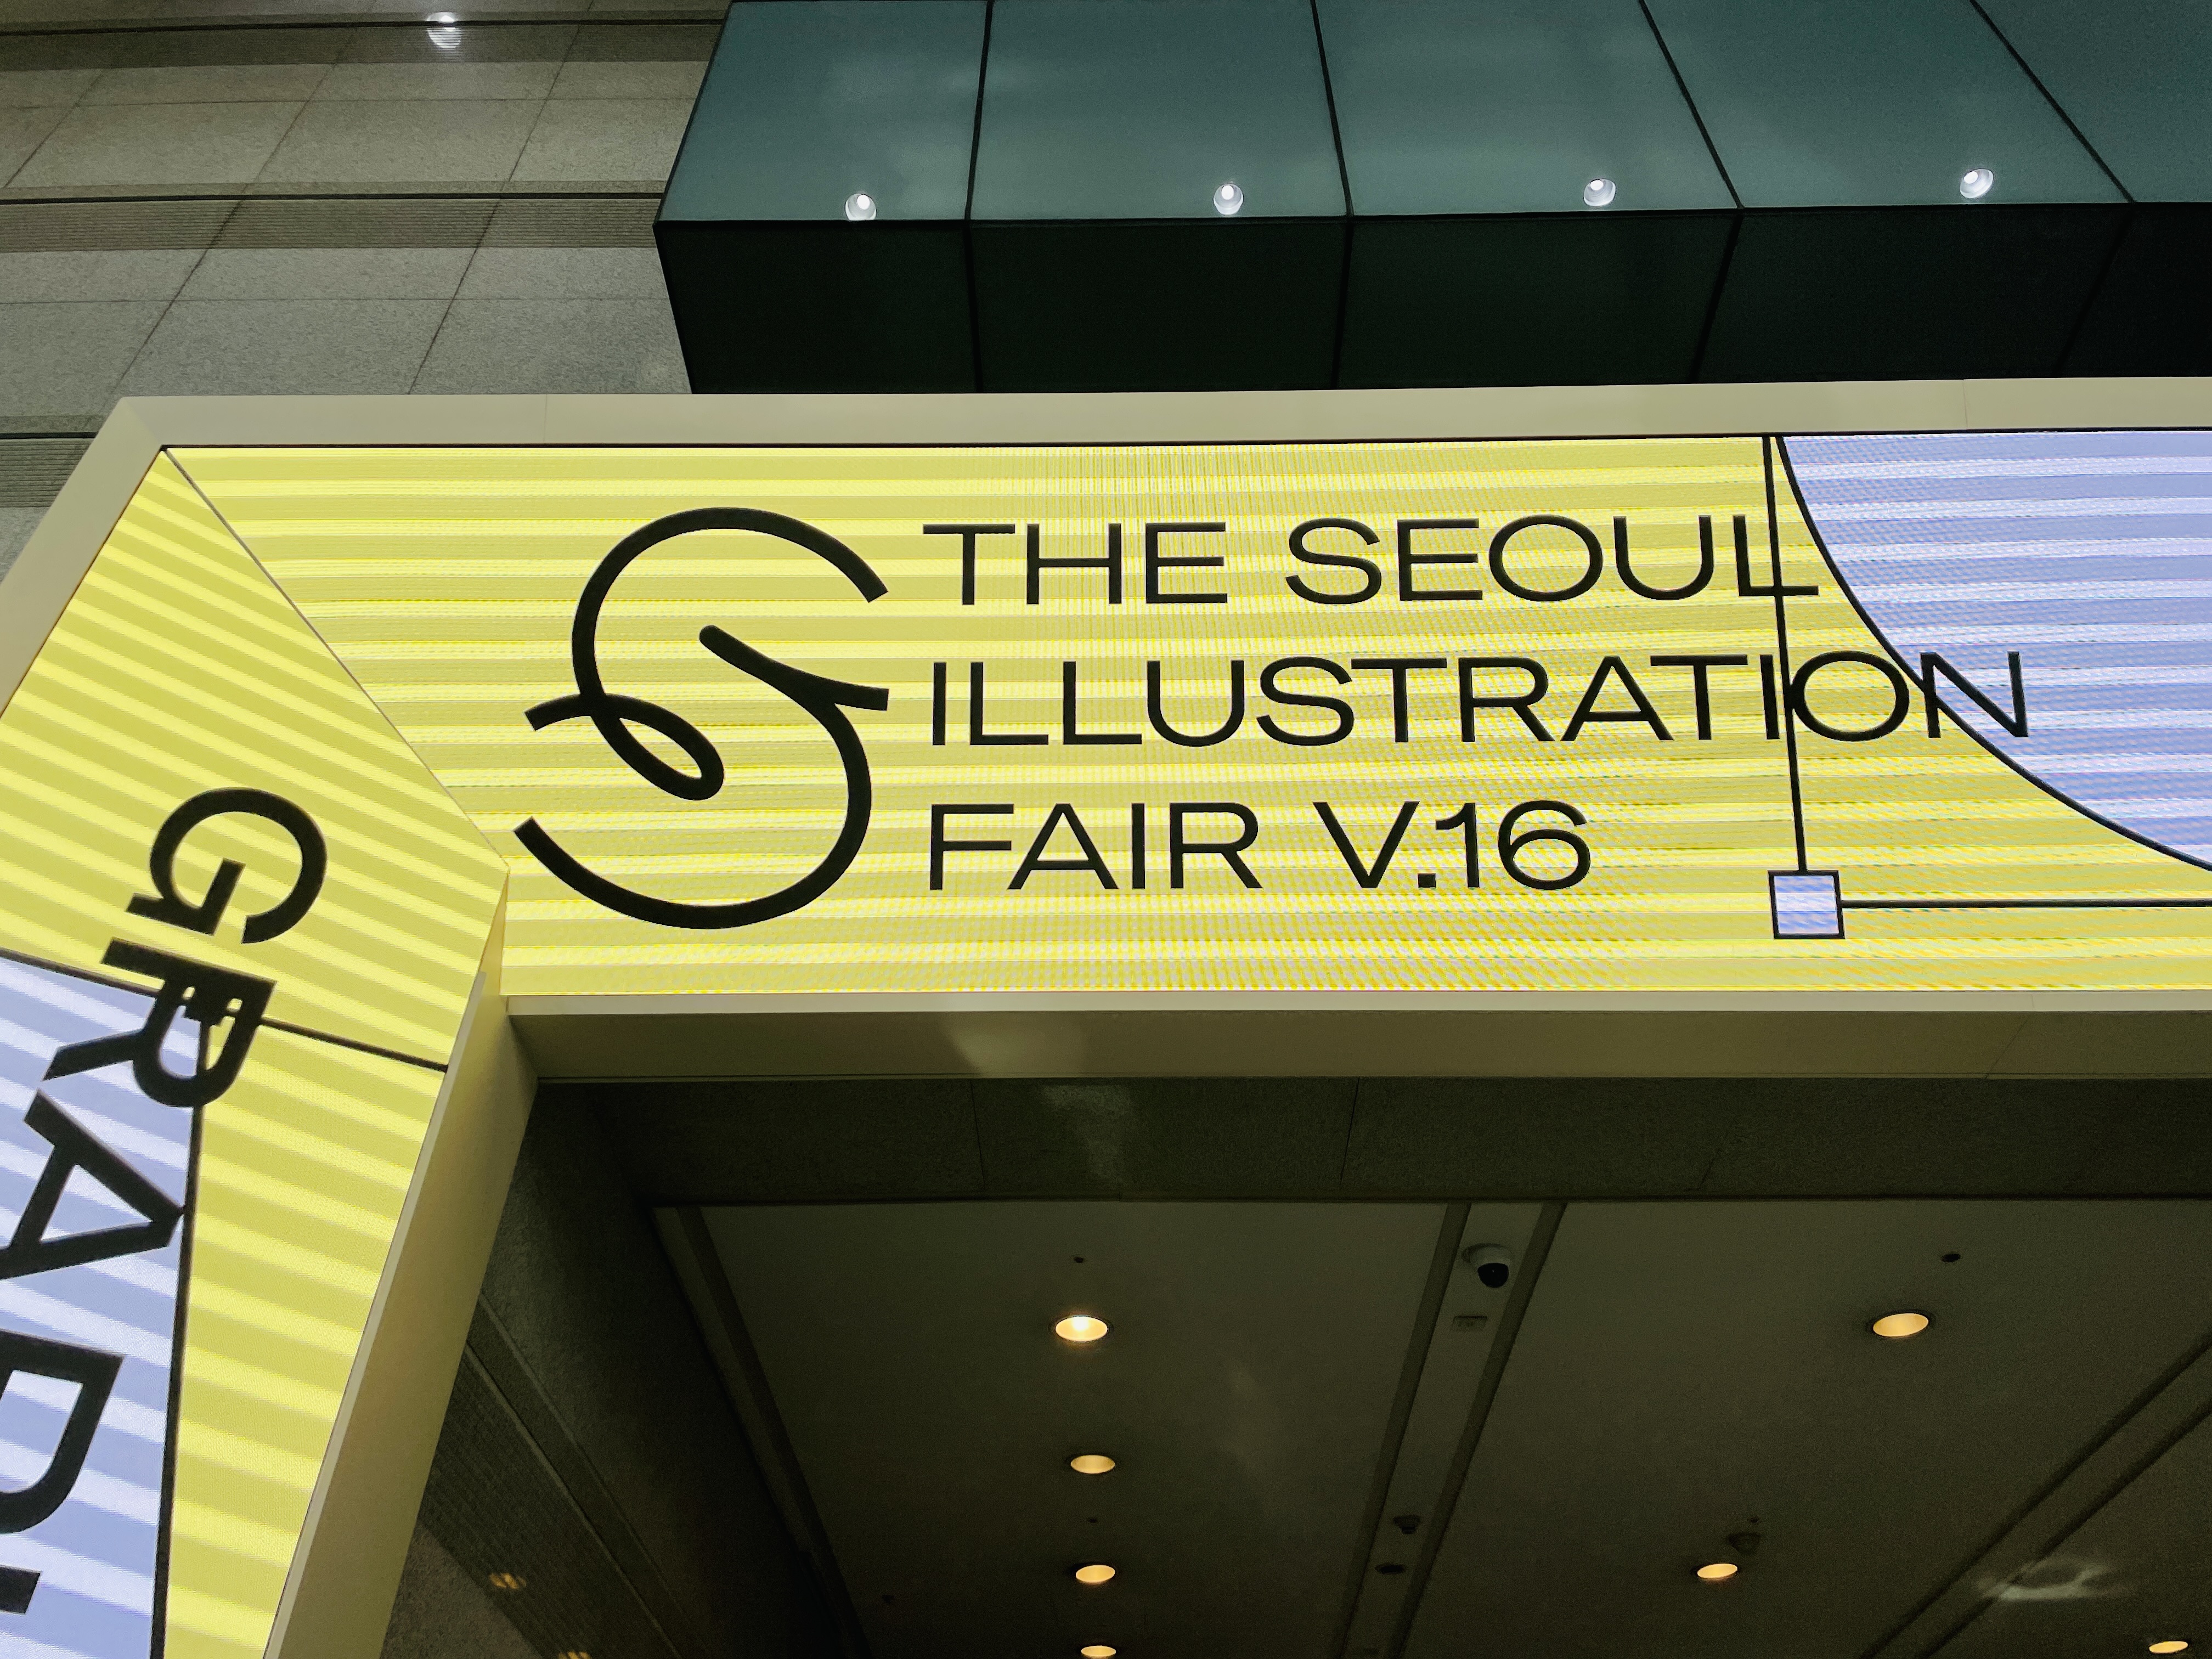 THE SEOUL
ILLUSTRATION
FAIR V.16